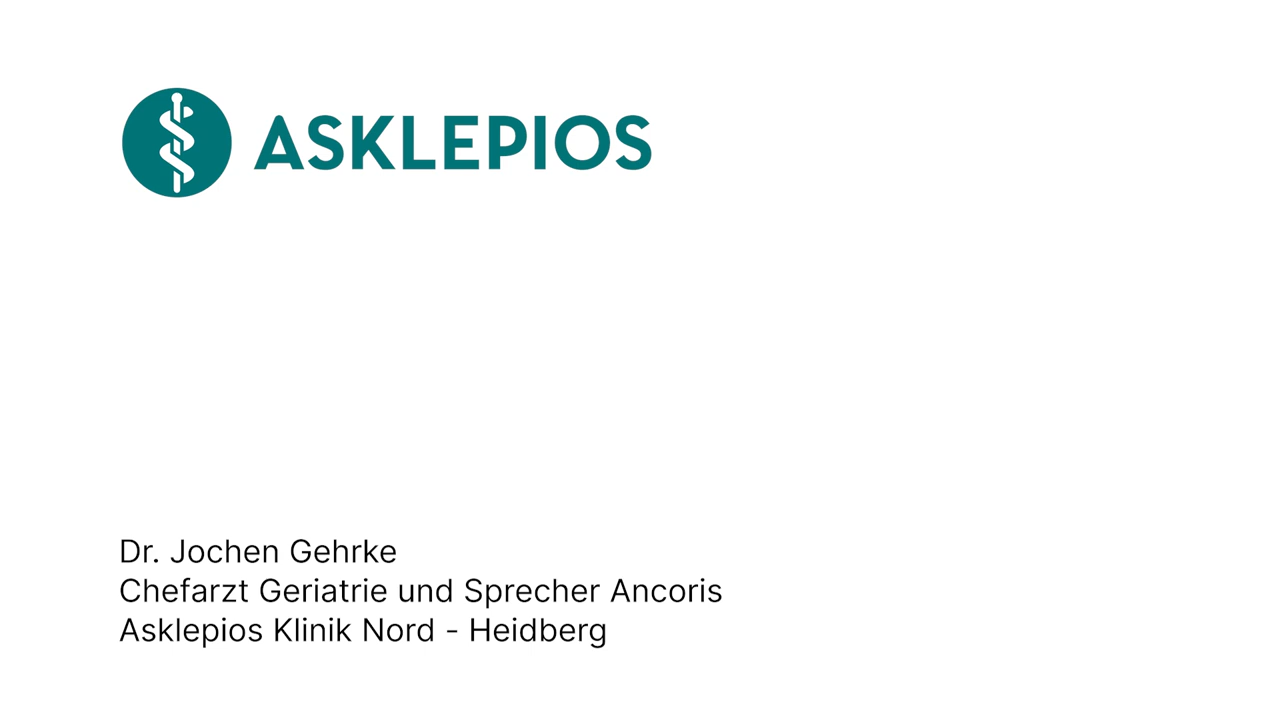 ASKLEPIOS
Dr. Jochen Gehrke
Chefarzt Geriatrie und Sprecher Ancoris
Asklepios Klinik Nord - Heidberg